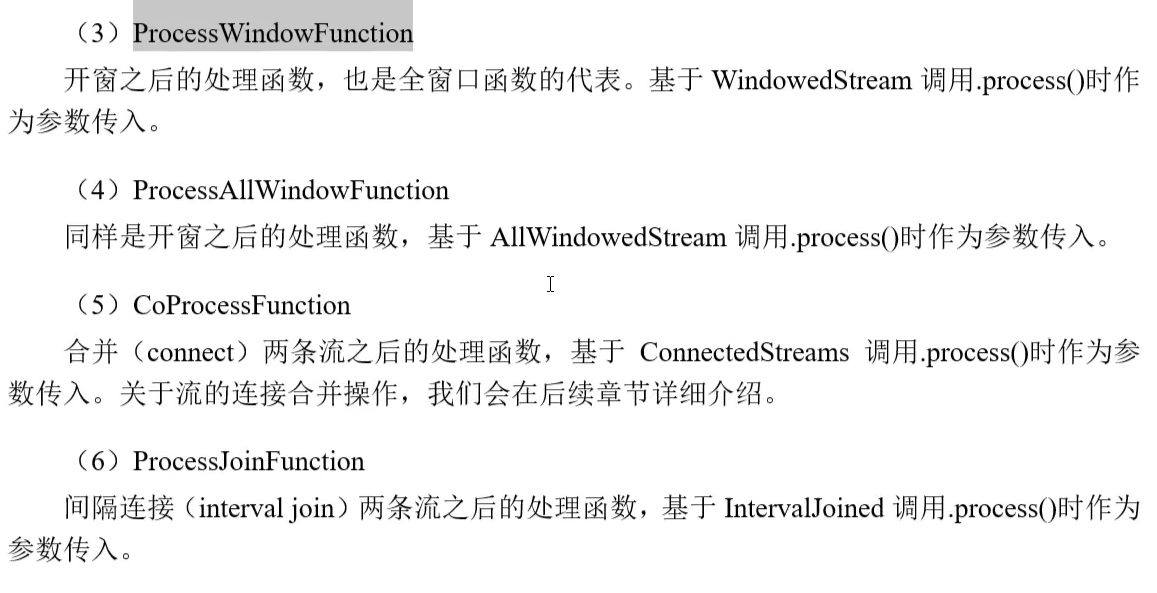 （3）ProcessWindowFunction
开窗之后的处理函数，也是全窗口函数的代表。基于 WindowedStream 调用.process()时作
为参数传入。
（4）ProcessAllWindowFunction
同样是开窗之后的处理函数，基于 AllWindowedStream 调用.process()时作为参数传入。
（5）CoProcessFunction
合并（connect）两条流之后的处理函数，基于 ConnectedStreams 调用.process()时作为参
数传入。关于流的连接合并操作，我们会在后续章节详细介绍。
（6）ProcessJoinFunction
间隔连接（interval join）两条流之后的处理函数，基于 IntervalJoined 调用.process()时作为
参数传入。